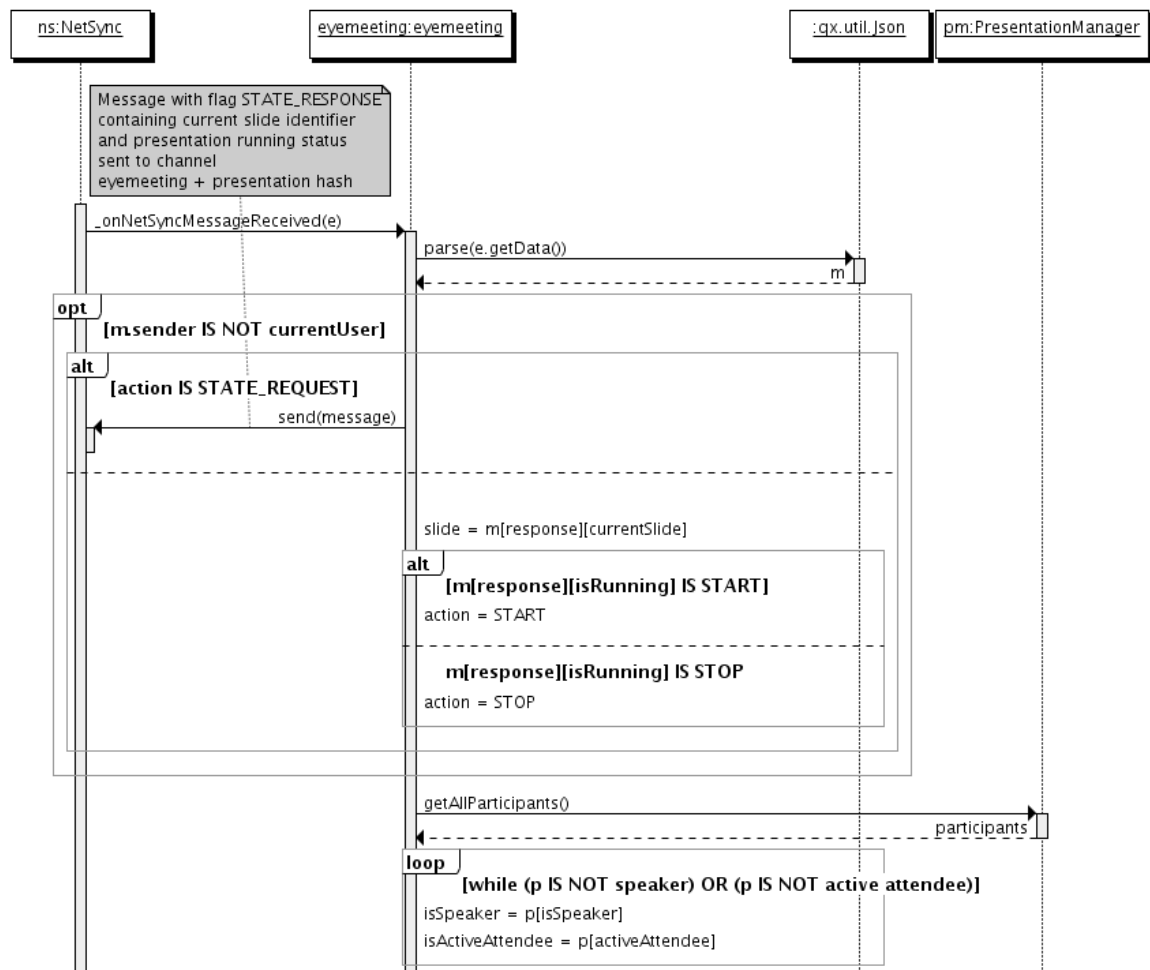 ns:NetSync
eyemeeting:eyemeeting
:qx.util.Json
pm:PresentationManager
Message with flag STATE_RESPONSE
containing current slide identifier
and presentation running status
sent to channel
eyemeeting + presentation hash
_onNetSyncMessageReceived(e)
parse(e.getData())
m
opt
[m.sender IS NOT currentUser]
alt
[action IS STATE_REQUEST]
send(message)
slide = m[response][currentSlide]
alt
[m[response][isRunning] IS START]
action = START
m[response][isRunning] IS STOP
action = STOP
getAllParticipants()
participants
loop
[while (p IS NOT speaker) OR (p IS NOT active attendee)]
isSpeaker = p[isSpeaker]
isActiveAttendee = p[activeAttendee]